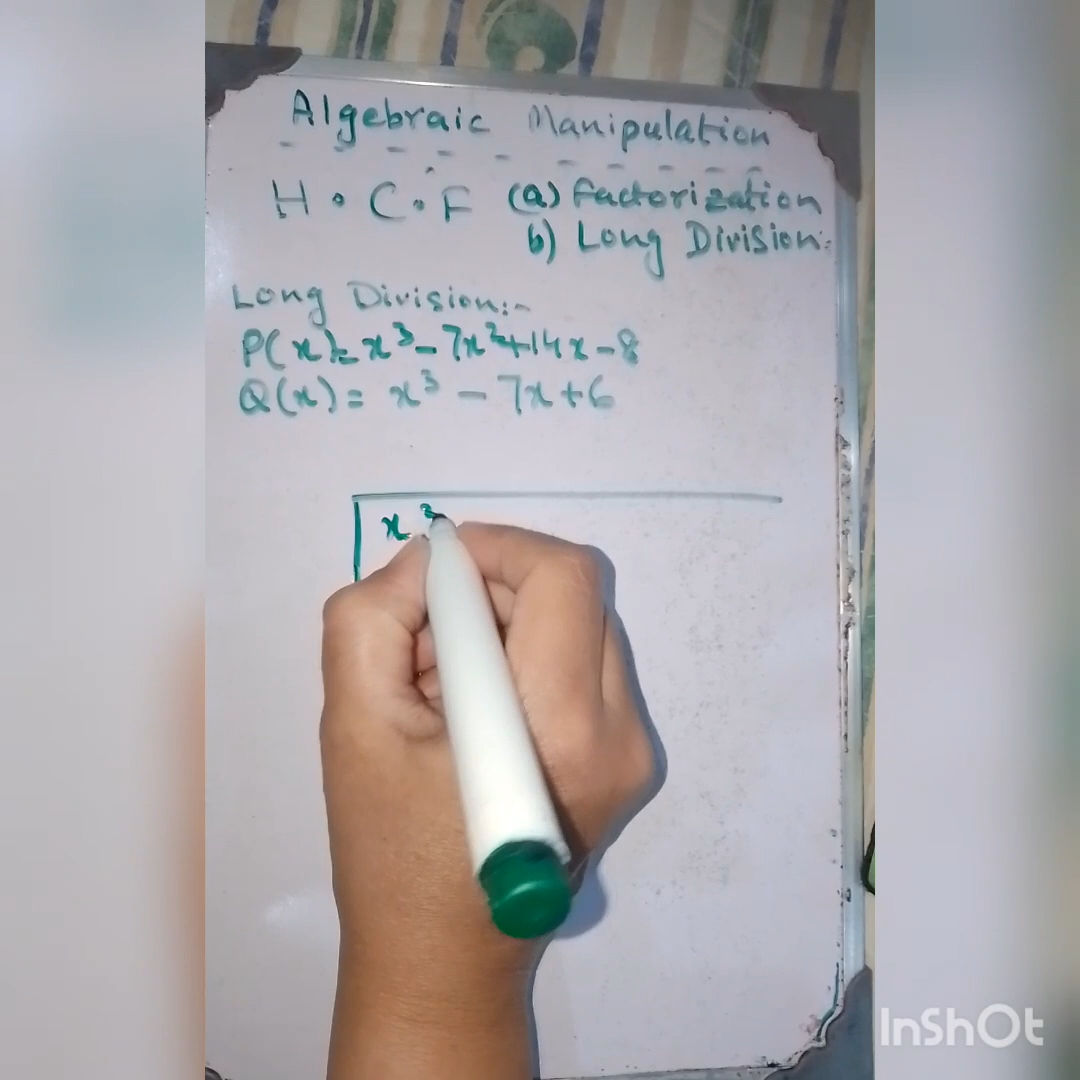 Algebraic Manipulation
H.C.F (a) Factorization
b) Long Division:
Long Division:-
P(x)= x³-7x²+14x-8
Q(x)= x³ - 7x+6
x³
InShOt